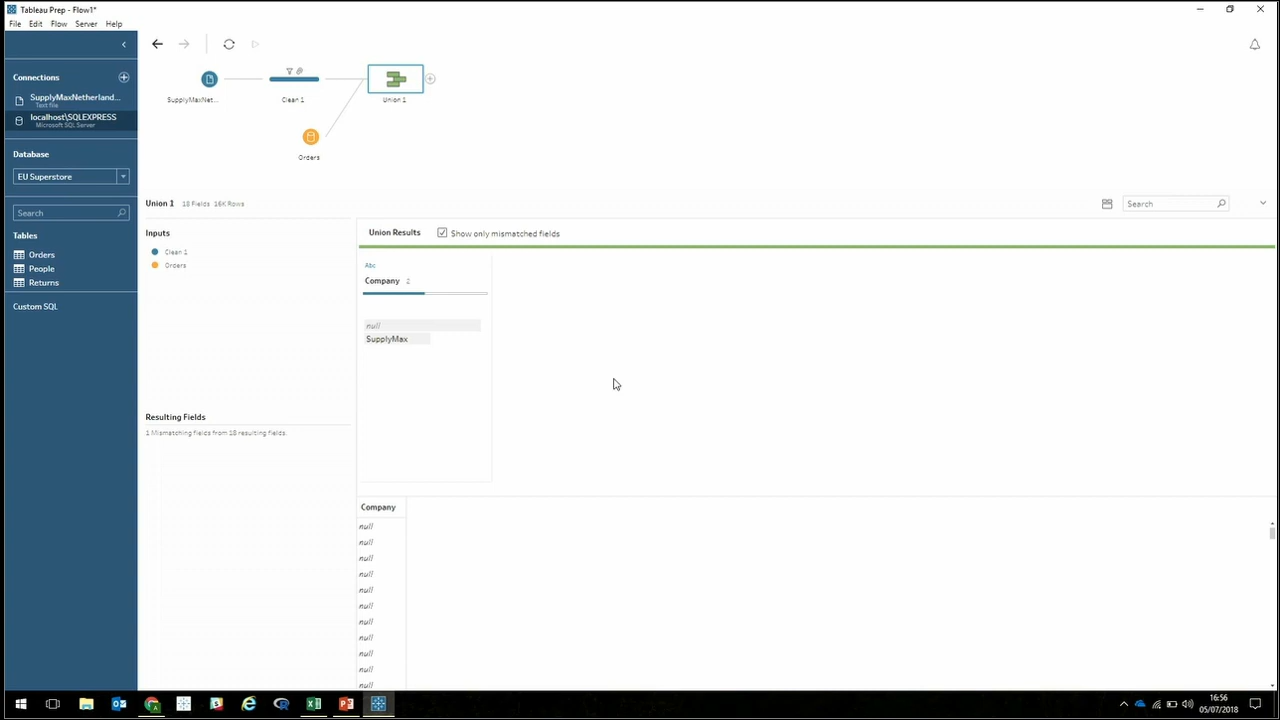 Tableau Prep - Flow1*
File Edit Flow Server Help
Connections
SupplyMaxNetherland...
Text file
localhost\SQLEXPRESS
Microsoft SQL Server
Database
EU Superstore
Search
Tables
Orders
People
Returns
Custom SQL
SupplyMaxNet...
Clean 1
Union 1
Orders
Union 1 18 Fields 16K Rows
Search
Inputs
Clean 1
Orders
Resulting Fields
1 Mismatching fields from 18 resulting fields.
Union Results Show only mismatched fields
Abc
Company 2
null
SupplyMax
Company
null
null
null
null
null
null
null
null
null
null
null
16:56
05/07/2018